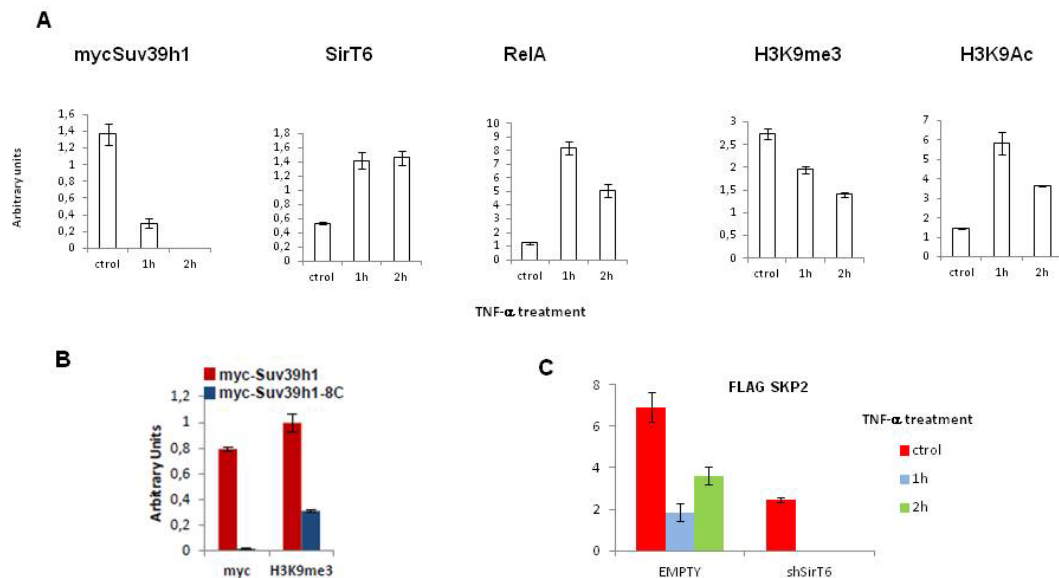 A
mycSuv39h1 SirT6 RelA H3K9me3 H3K9Ac
Arbitrary units
1,6
1,4
1,2
1
0,8
0,6
0,4
0,2
0
ctrol 1h 2h
1,8
1,6
1,4
1,2
1
0,8
0,6
0,4
0,2
0
ctrol 1h 2h
10
9
8
7
6
5
4
3
2
1
0
ctrol 1h 2h
3
2,5
2
1,5
1
2,5
0
ctrol 1h 2h
7
6
5
4
3
2
1
0
ctrol 1h 2h
TNF-α treatment
B
myc-Suv39h1
myc-Suv39h1-8C
Arbitrary Units
1,2
1
0,8
0,6
0,4
0,2
0
myc H3K9me3
C
FLAG SKP2
8
6
4
2
0
EMPTY shSirT6
TNF-α treatment
ctrol
1h
2h